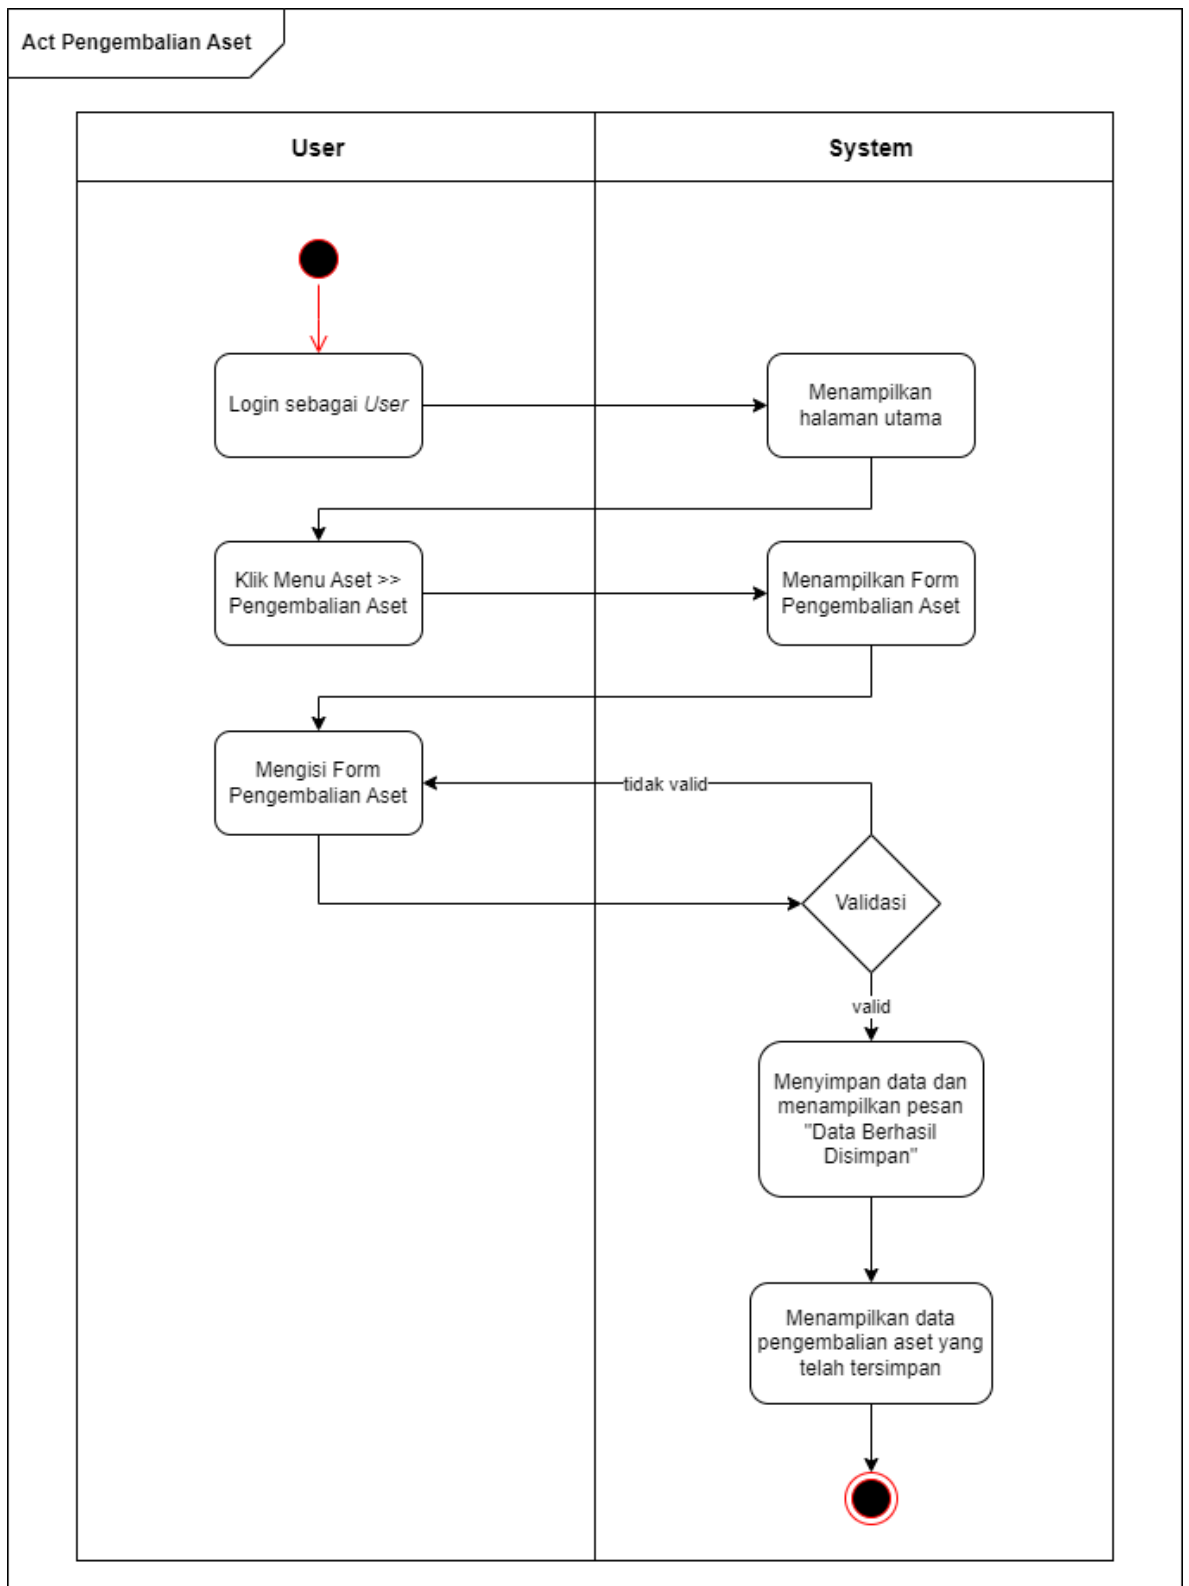 Act Pengembalian Aset
User
System
Login sebagai User
Menampilkan
halaman utama
Klik Menu Aset >>
Pengembalian Aset
Menampilkan Form
Pengembalian Aset
Mengisi Form
Pengembalian Aset
tidak valid
Validasi
valid
Menyimpan data dan
menampilkan pesan
"Data Berhasil
Disimpan"
Menampilkan data
pengembalian aset yang
telah tersimpan